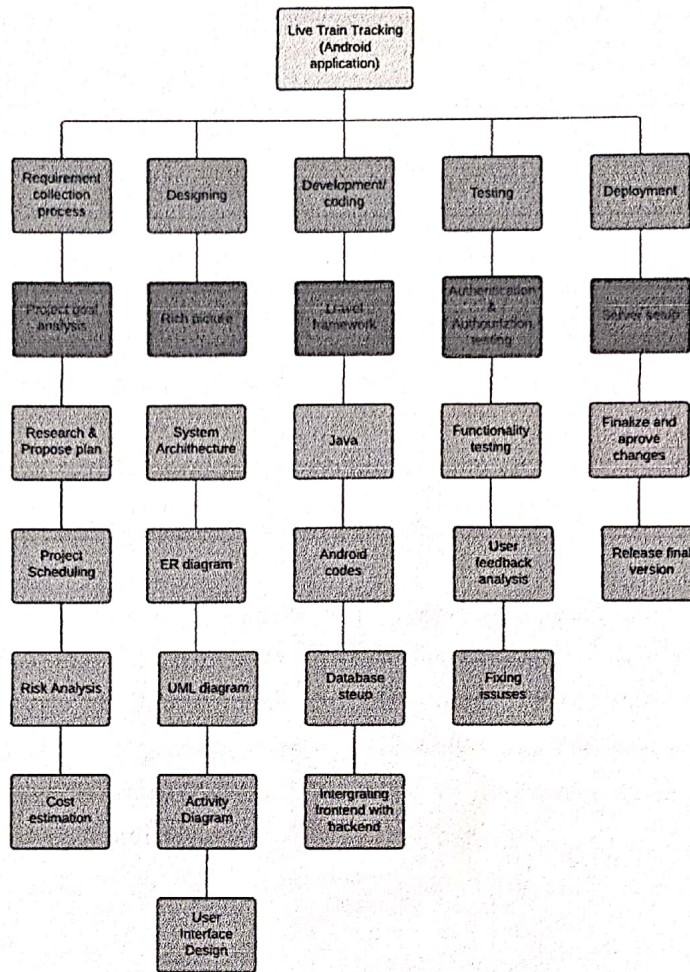 Live Train Tracking
(Android
application)
Requirement
collection
process
Designing
Development/
coding
Testing
Deployment
Project goal
analysis
Rich picture
framework
Authentication
&
testing
Server setup
Research &
Propose plan
System
Archithecture
Java
Functionality
testing
Finalize and
aprove
changes
Project
Scheduling
ER diagram
Android
codes
User
feedback
analysis
Release final
version
Risk Analysis
UML diagram
Database
steup
Fixing
issuses
Cost
estimation
Activity
Diagram
Intergrating
frontend with
backend
User
Interface
Design